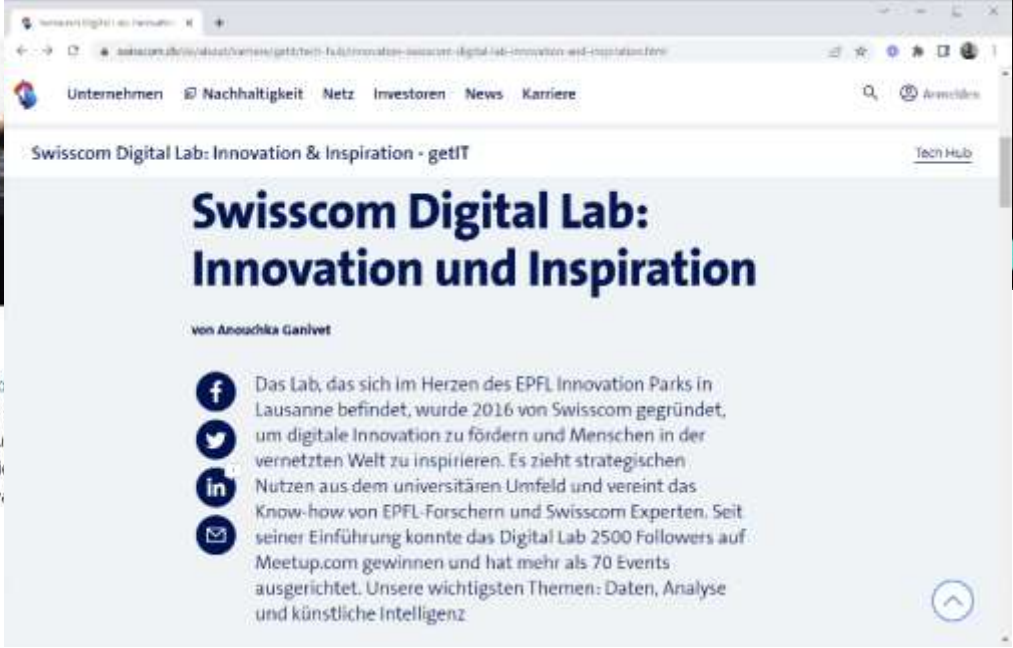 Unternehmen Nachhaltigkeit Netz Investoren News Karriere
Anmelden
Swisscom Digital Lab: Innovation & Inspiration - getIT
Tech Hub
Swisscom Digital Lab:
Innovation und Inspiration
von Anouchka Ganivet
Das Lab, das sich im Herzen des EPFL Innovation Parks in
Lausanne befindet, wurde 2016 von Swisscom gegründet,
um digitale Innovation zu fördern und Menschen in der
vernetzten Welt zu inspirieren. Es zieht strategischen
Nutzen aus dem universitären Umfeld und vereint das
Know-how von EPFL-Forschern und Swisscom Experten. Seit
seiner Einführung konnte das Digital Lab 2500 Followers auf
Meetup.com gewinnen und hat mehr als 70 Events
ausgerichtet. Unsere wichtigsten Themen: Daten, Analyse
und künstliche Intelligenz